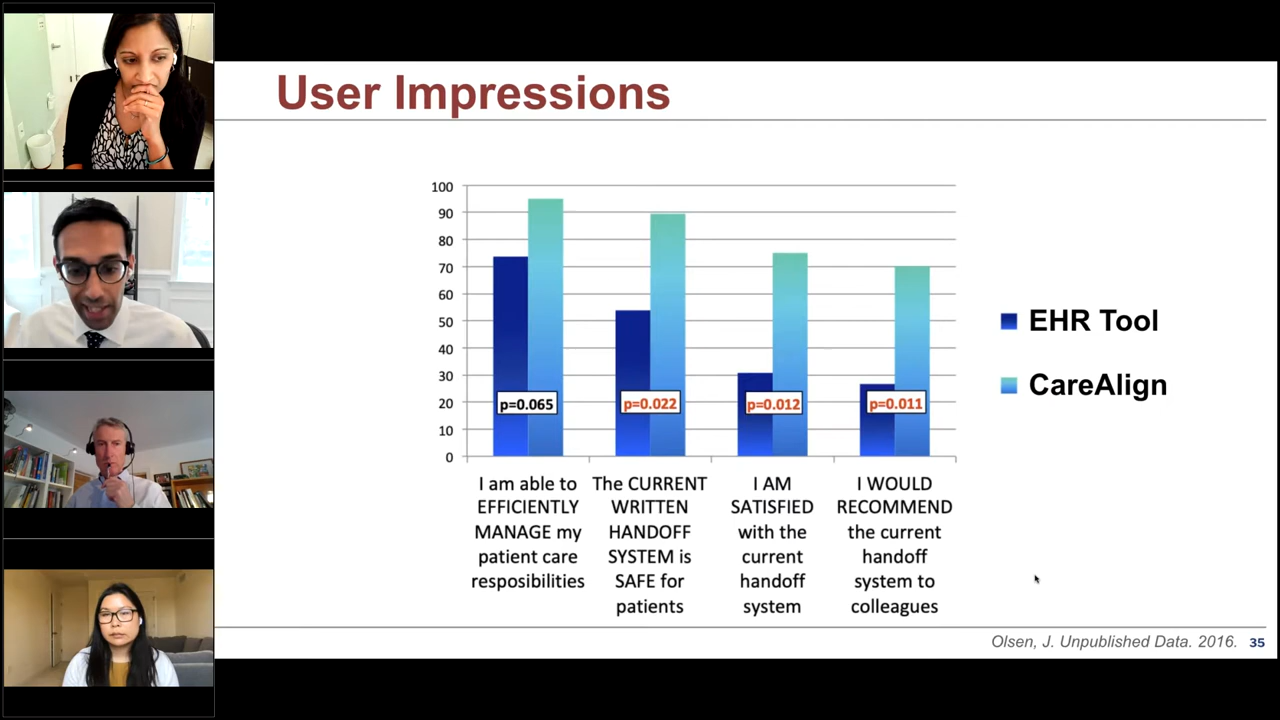 User Impressions
100
90
80
70
60
50
40
30
20
10
0
p=0.065
p=0.022
p=0.012
p=0.011
I am able to
EFFICIENTLY
MANAGE my
patient care
resposibilities
The CURRENT
WRITTEN
HANDOFF
SYSTEM is
SAFE for
patients
I AM
SATISFIED
with the
current
handoff
system
I WOULD
RECOMMEND
the current
handoff
system to
colleagues
EHR Tool
CareAlign
Olsen, J. Unpublished Data. 2016. 35